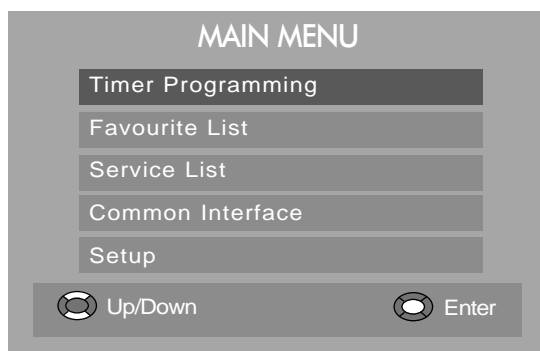 MAIN MENU
Timer Programming
Favourite List
Service List
Common Interface
Setup
Up/Down Enter